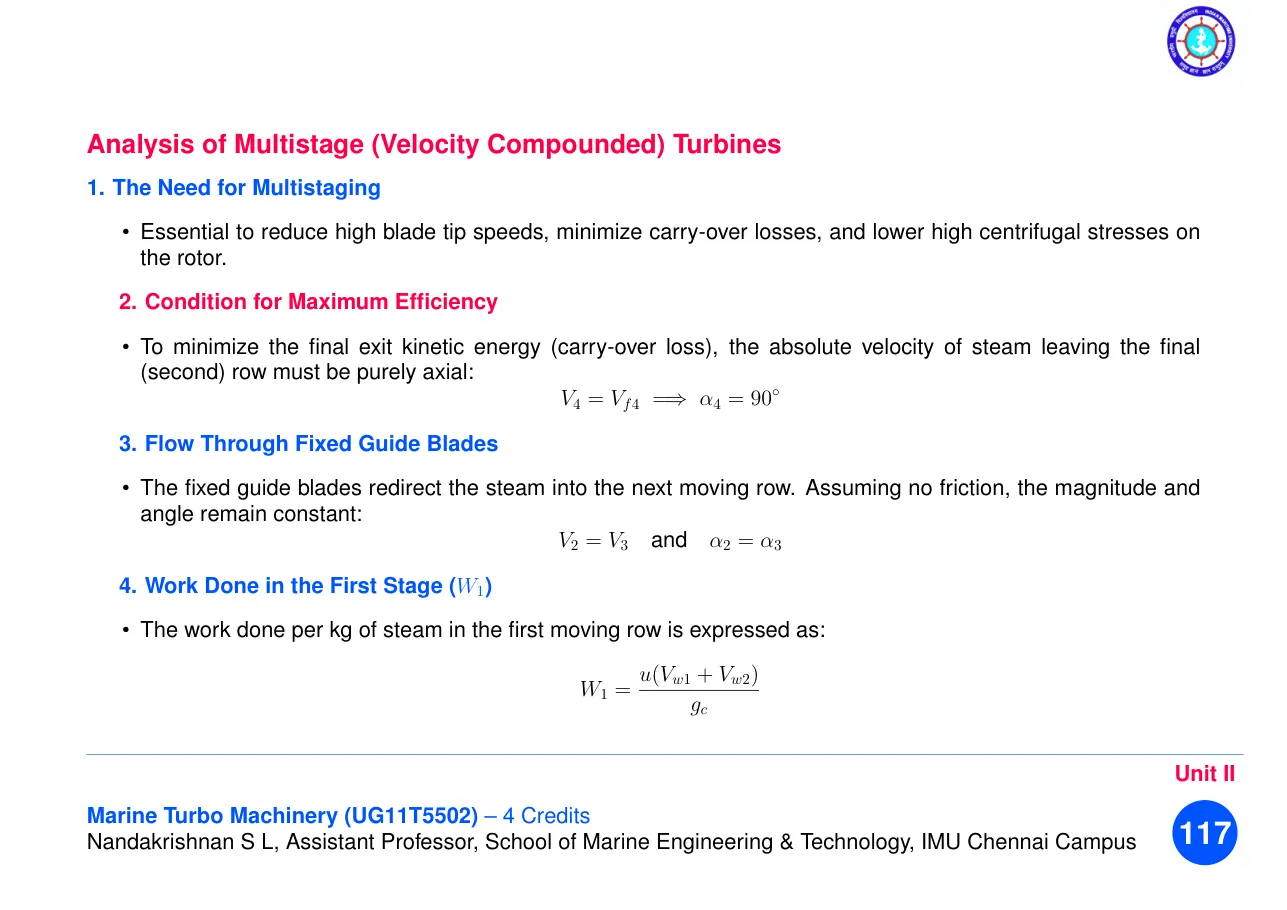 Analysis of Multistage (Velocity Compounded) Turbines
1. The Need for Multistaging
• Essential to reduce high blade tip speeds, minimize carry-over losses, and lower high centrifugal stresses on
the rotor.
2. Condition for Maximum Efficiency
• To minimize the final exit kinetic energy (carry-over loss), the absolute velocity of steam leaving the final
(second) row must be purely axial:
V₄ = V_{f4} ⟹ α₄ = 90°
3. Flow Through Fixed Guide Blades
• The fixed guide blades redirect the steam into the next moving row. Assuming no friction, the magnitude and
angle remain constant:
V₂ = V₃ and α₂ = α₃
4. Work Done in the First Stage (W₁)
• The work done per kg of steam in the first moving row is expressed as:
W₁ = u(V_{w1} + V_{w2}) / g_c
Unit II
Marine Turbo Machinery (UG11T5502) – 4 Credits
Nandakrishnan S L, Assistant Professor, School of Marine Engineering & Technology, IMU Chennai Campus
117